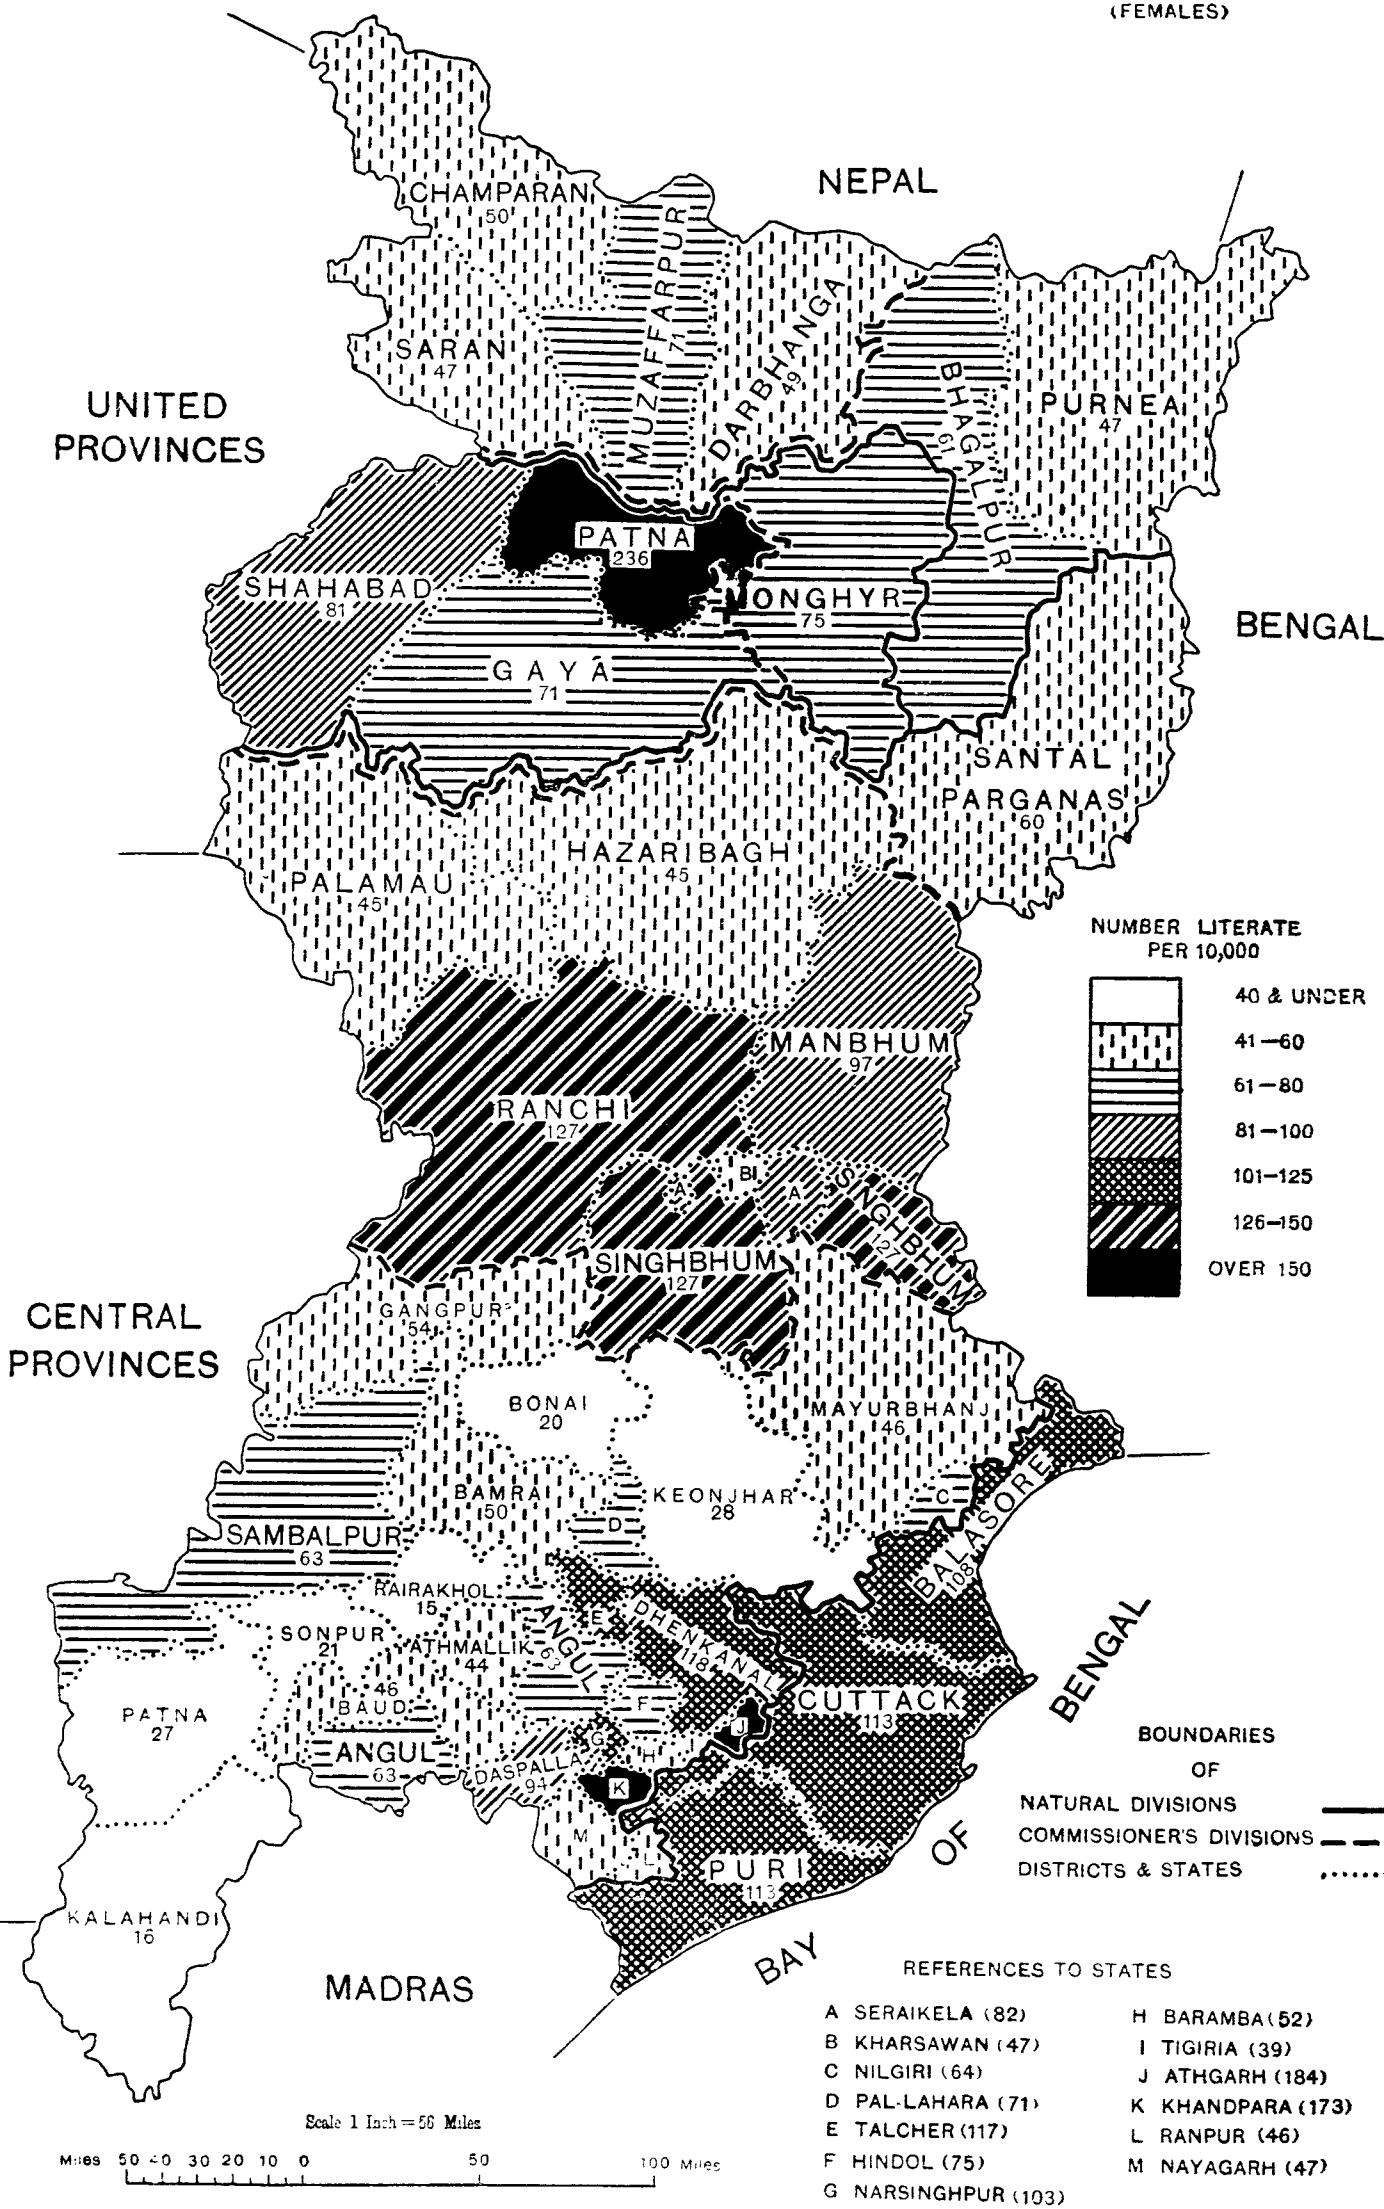 (FEMALES)
NEPAL
CHAMPARAN
50
MUZAFFARPUR
71
DARBHANGA
49
SARAN
47
BHAGALPUR
61
PURNEA
47
UNITED
PROVINCES
PATNA
236
SHAHABAD
81
MONGHYR
75
BENGAL
GAYA
71
SANTAL
PARGANAS
60
HAZARIBAGH
45
PALAMAU
45
NUMBER LITERATE
PER 10,000
40 & UNDER
41—60
61—80
81—100
101—125
126—150
OVER 150
MANBHUM
97
RANCHI
127
A
B
A
SINGHBHUM
127
SINGHBHUM
127
CENTRAL
PROVINCES
GANGPUR
54
BONAI
20
MAYURBHANJ
46
BAMRA
50
KEONJHAR
28
C
D
BALASORE
108
SAMBALPUR
63
RAIRAKHOL
15
SONPUR
21
ATHMALLIK
44
ANGUL
63
E
DHENKANAL
118
46
BAUD
F
CUTTACK
113
PATNA
27
ANGUL
63
DASPALLA
94
G
H
I
J
K
M
L
PURI
113
KALAHANDI
16
MADRAS
BAY
OF
BENGAL
BOUNDARIES
OF
NATURAL DIVISIONS
COMMISSIONER'S DIVISIONS
DISTRICTS & STATES
REFERENCES TO STATES
A SERAIKELA (82)
B KHARSAWAN (47)
C NILGIRI (64)
D PAL-LAHARA (71)
E TALCHER (117)
F HINDOL (75)
G NARSINGHPUR (103)
H BARAMBA (52)
I TIGIRIA (39)
J ATHGARH (184)
K KHANDPARA (173)
L RANPUR (46)
M NAYAGARH (47)
Scale 1 Inch = 56 Miles
Miles 50 40 30 20 10 0 50 100 Miles